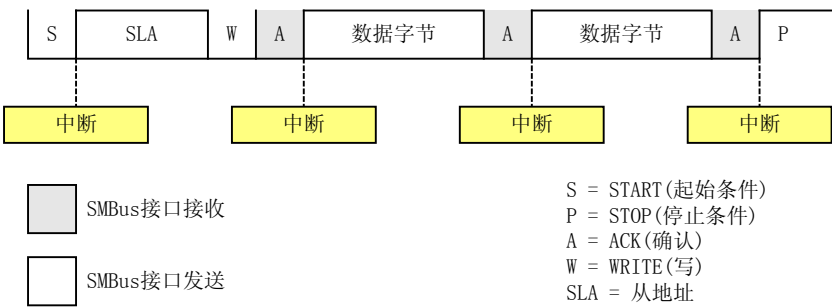 S SLA W A 数据字节 A 数据字节 A P
中断 中断 中断 中断
SMBus接口接收
SMBus接口发送
S = START(起始条件)
P = STOP(停止条件)
A = ACK(确认)
W = WRITE(写)
SLA = 从地址